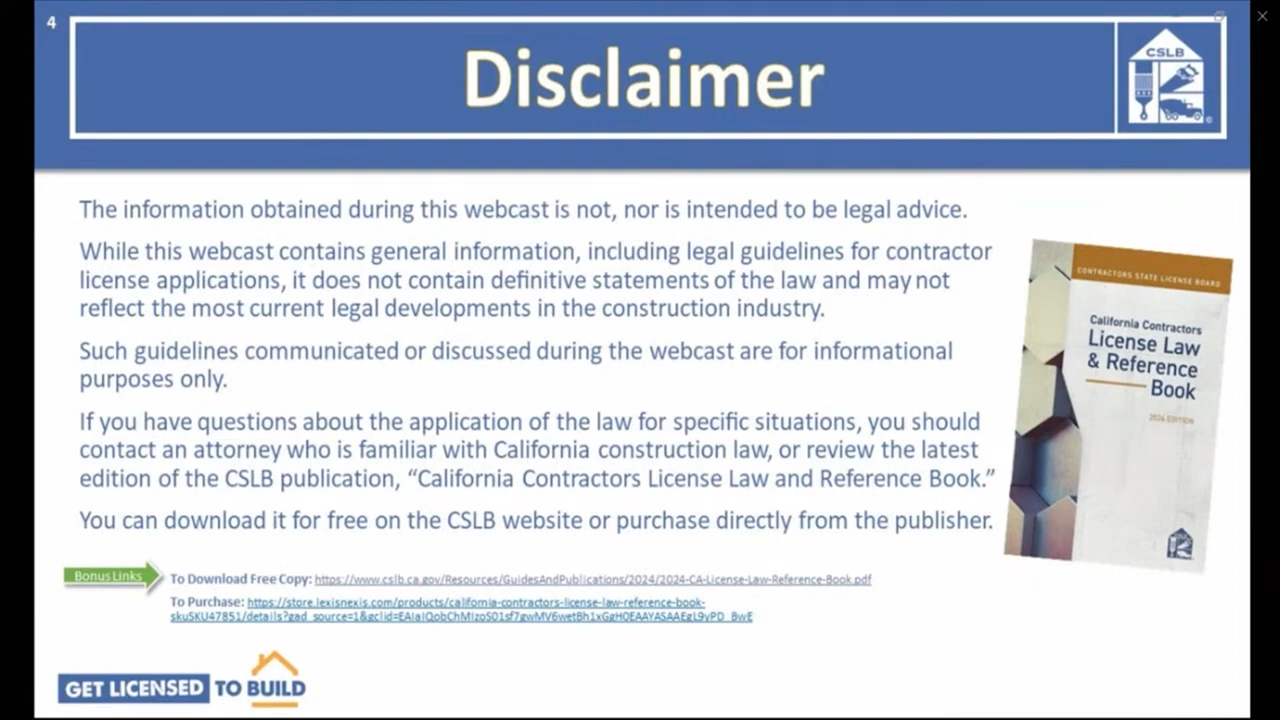 4
Disclaimer
CSLB
The information obtained during this webcast is not, nor is intended to be legal advice.
While this webcast contains general information, including legal guidelines for contractor
license applications, it does not contain definitive statements of the law and may not
reflect the most current legal developments in the construction industry.
Such guidelines communicated or discussed during the webcast are for informational
purposes only.
If you have questions about the application of the law for specific situations, you should
contact an attorney who is familiar with California construction law, or review the latest
edition of the CSLB publication, “California Contractors License Law and Reference Book.”
You can download it for free on the CSLB website or purchase directly from the publisher.
CONTRACTORS STATE LICENSE BOARD
California Contractors
License Law
& Reference
Book
2024 EDITION
Bonus Links
To Download Free Copy: https://www.cslb.ca.gov/Resources/GuidesAndPublications/2024/2024-CA-License-Law-Reference-Book.pdf
To Purchase: https://store.lexisnexis.com/products/california-contractors-license-law-reference-book-
GET LICENSED TO BUILD